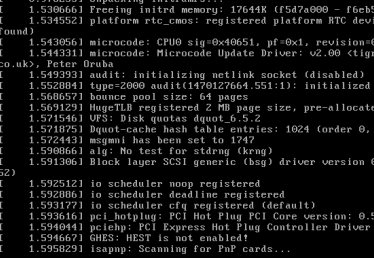 [    1.530666] Freeing initrd memory: 17644K (f5d7a000 - f6eb5
[    1.534552] platform rtc_cmos: registered platform RTC devi
found)
[    1.543056] microcode: CPU0 sig=0x40651, pf=0x1, revision=0
[    1.544331] microcode: Microcode Update Driver: v2.00 <tigr
co.uk>, Peter Oruba
[    1.549393] audit: initializing netlink socket (disabled)
[    1.552884] type=2000 audit(1470127664.551:1): initialized
[    1.568657] bounce pool size: 64 pages
[    1.569129] HugeTLB registered 2 MB page size, pre-allocate
[    1.571546] VFS: Disk quotas dquot_6.5.2
[    1.571875] Dquot-cache hash table entries: 1024 (order 0,
[    1.572443] msgmni has been set to 1747
[    1.590866] alg: No test for stdrng (krng)
[    1.591306] Block layer SCSI generic (bsg) driver version 0
52)
[    1.592512] io scheduler noop registered
[    1.592886] io scheduler deadline registered
[    1.593177] io scheduler cfq registered (default)
[    1.593616] pci_hotplug: PCI Hot Plug PCI Core version: 0.5
[    1.594044] pciehp: PCI Express Hot Plug Controller Driver
[    1.594667] GHES: HEST is not enabled!
[    1.595829] isapnp: Scanning for PnP cards...